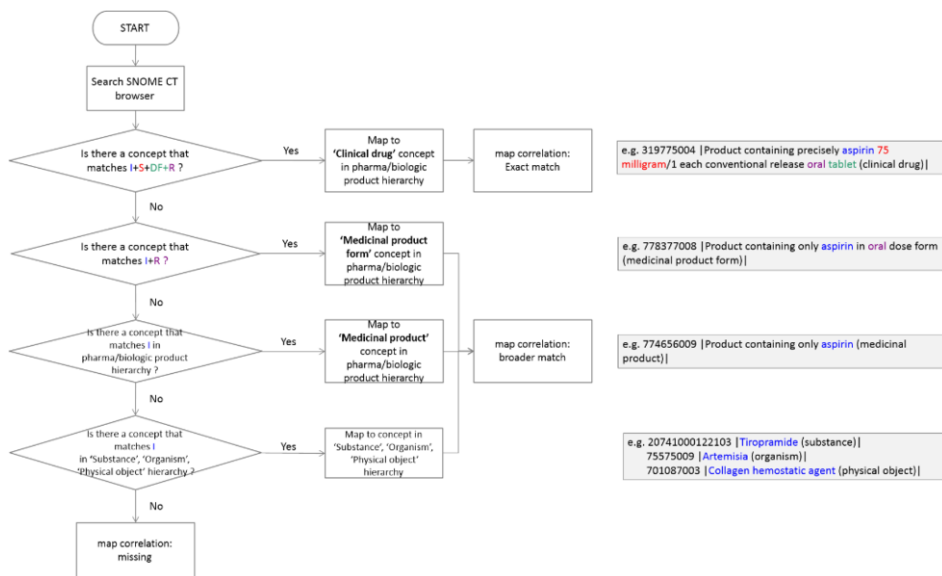 START
Search SNOME CT
browser
Is there a concept that
matches I+S+DF+R ?
Yes
Map to
‘Clinical drug’ concept
in pharma/biologic
product hierarchy
map correlation:
Exact match
e.g. 319775004 |Product containing precisely aspirin 75
milligram/1 each conventional release oral tablet (clinical drug)|
No
Is there a concept that
matches I+R ?
Yes
Map to
‘Medicinal product
form’ concept in
pharma/biologic
product hierarchy
e.g. 778377008 |Product containing only aspirin in oral dose form
(medicinal product form)|
No
Is there a concept that
matches I in
pharma/biologic product
hierarchy ?
Yes
Map to
‘Medicinal product’
concept in
pharma/biologic
product hierarchy
map correlation:
broader match
e.g. 774656009 |Product containing only aspirin (medicinal
product)|
No
Is there a concept that
matches I
in ‘Substance’, ‘Organism’,
‘Physical object’ hierarchy ?
Yes
Map to concept in
‘Substance’, ‘Organism’,
‘Physical object’
hierarchy
e.g. 20741000122103 |Tiropramide (substance)|
75575009 |Artemisia (organism)|
701087003 |Collagen hemostatic agent (physical object)|
No
map correlation:
missing